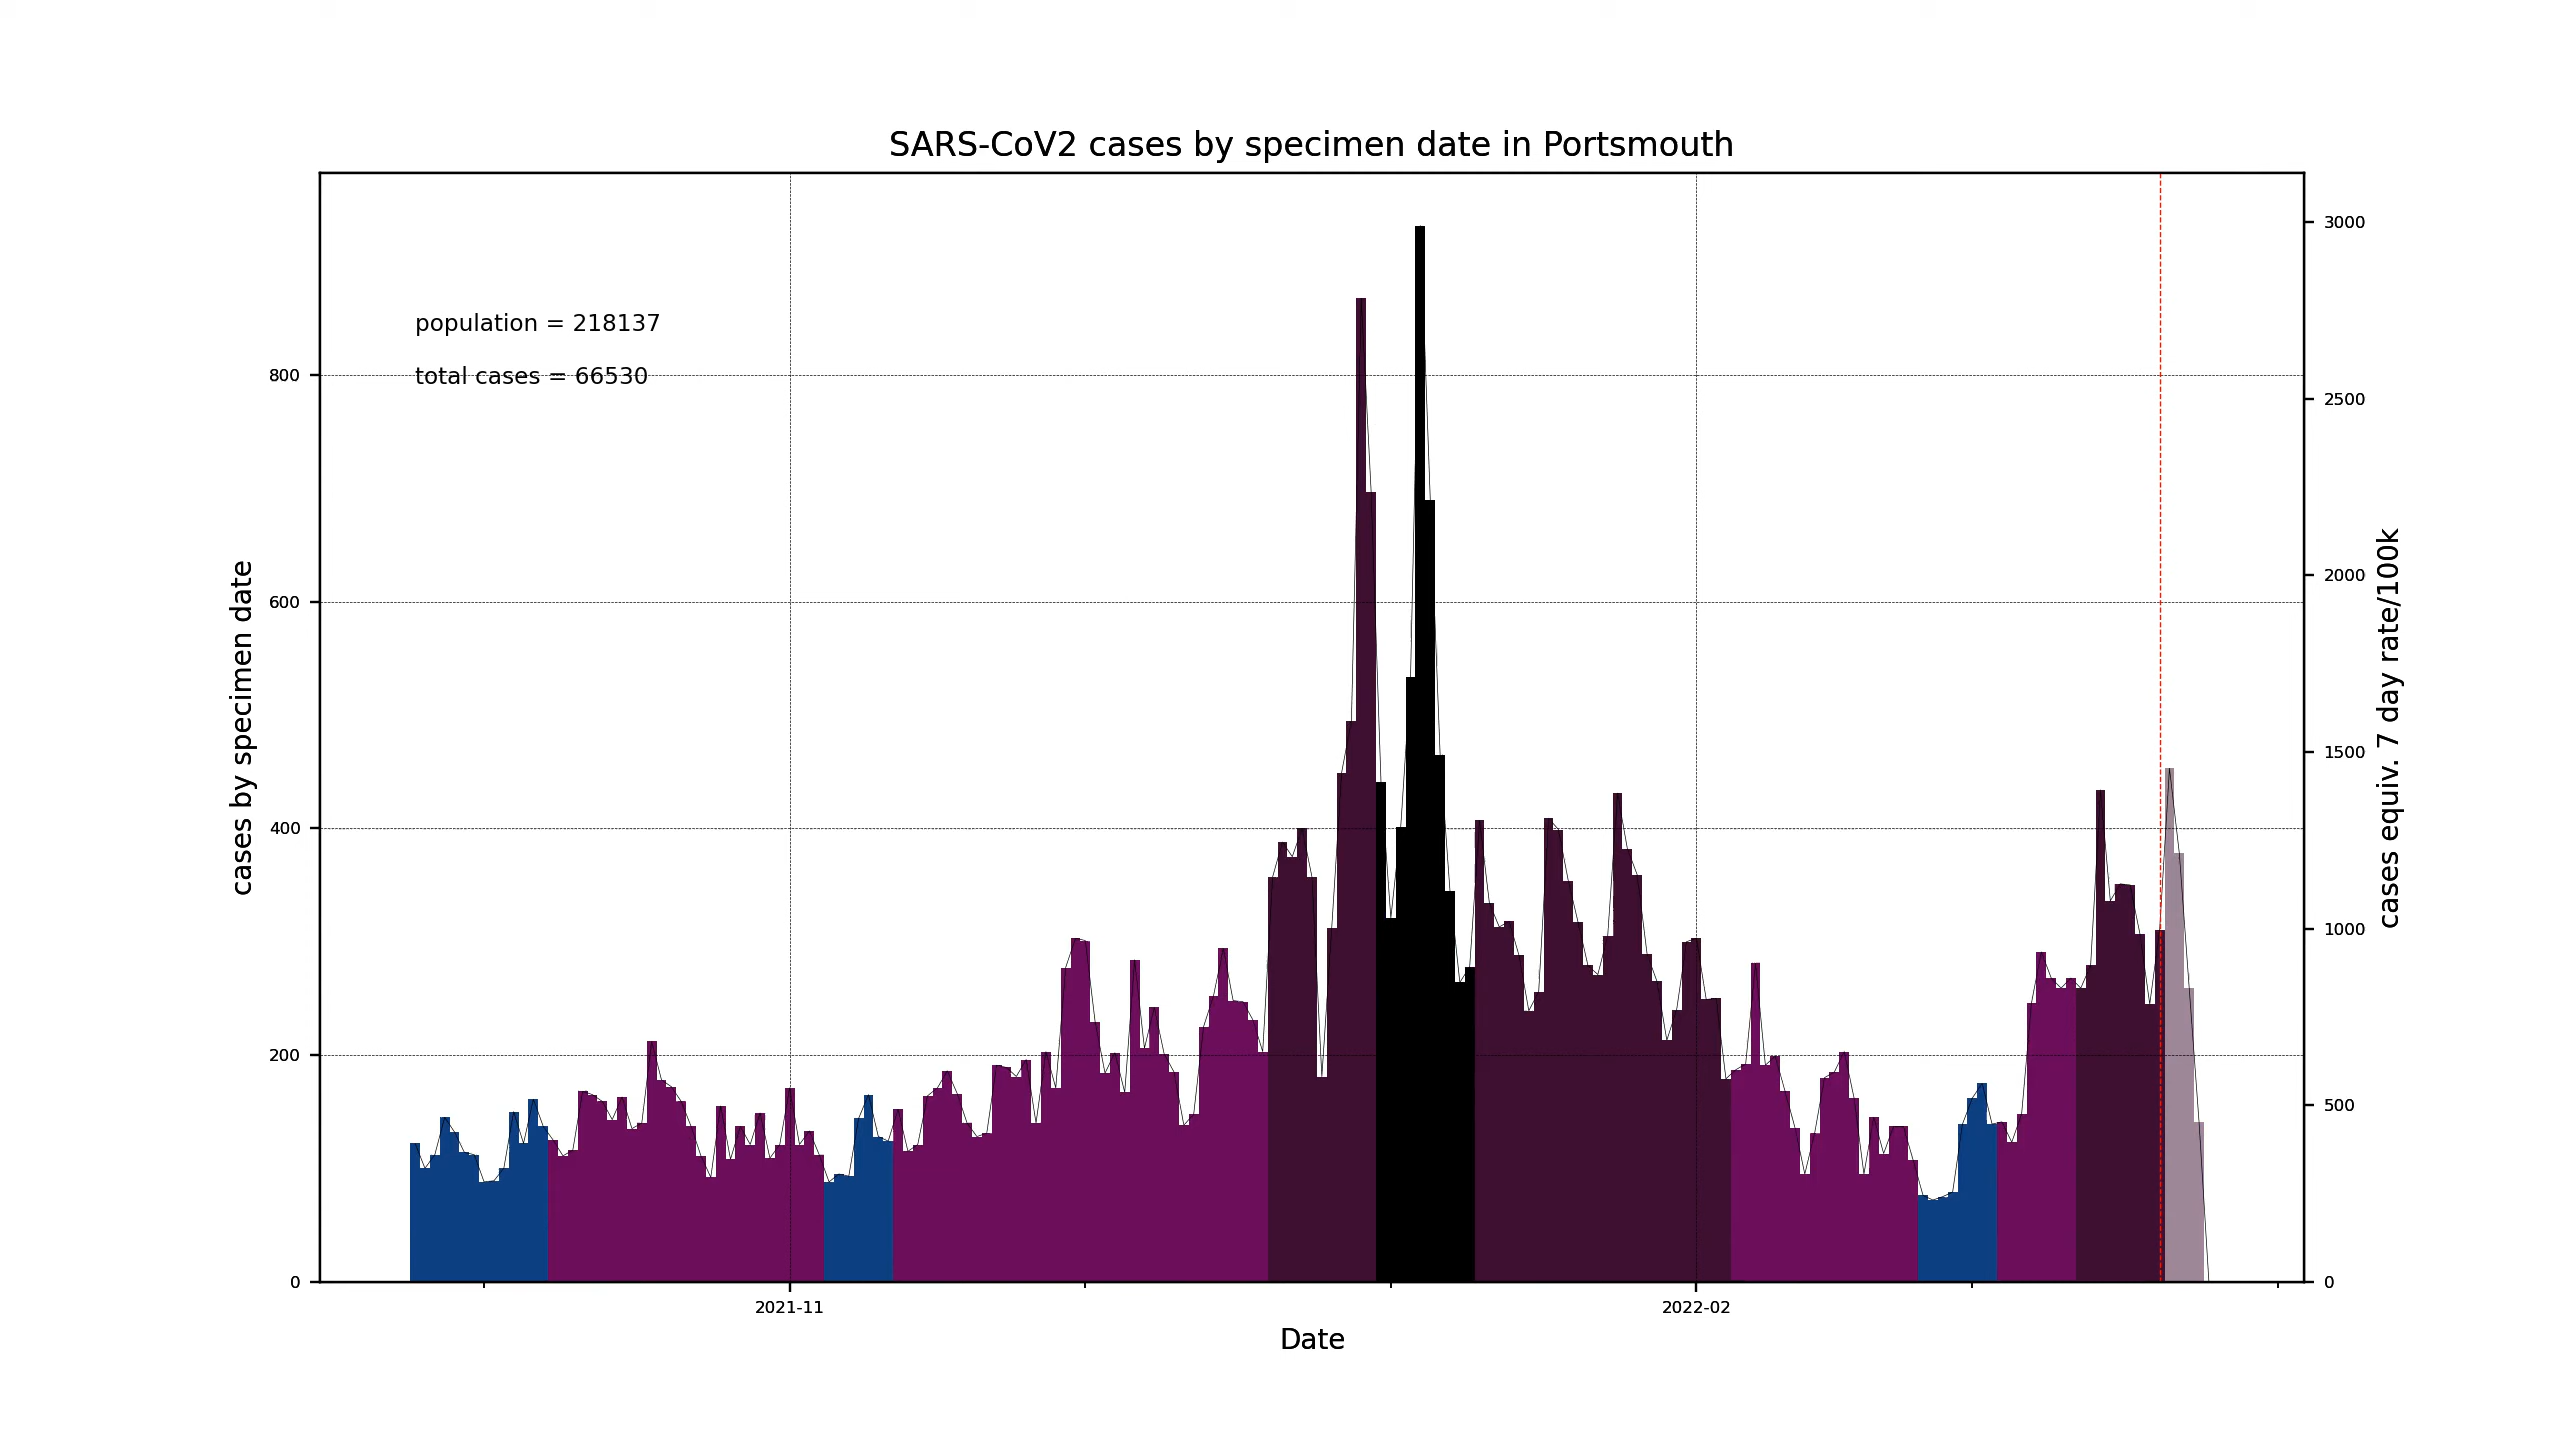 SARS-CoV2 cases by specimen date in Portsmouth
population = 218137
total cases = 66530
cases by specimen date
800
600
400
200
0
3000
2500
2000
1500
1000
500
0
cases equiv. 7 day rate/100k
2021-11
2022-02
Date